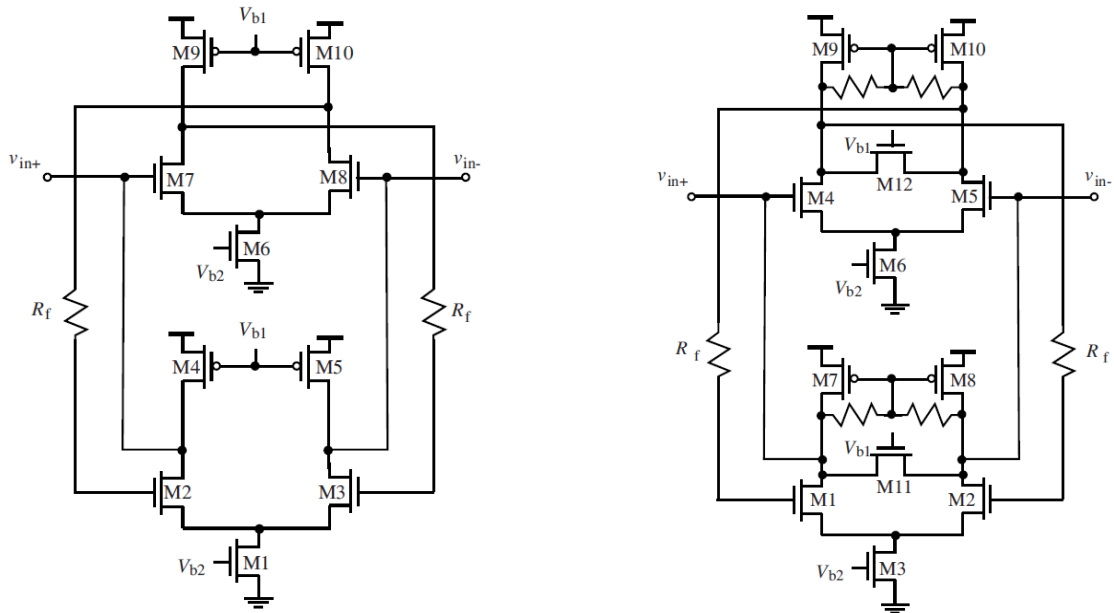 Vb1
M9
M10
vin+
M7
M8
vin-
M6
Vb2
Rf
Rf
Vb1
M4
M5
M2
M3
Vb2
M1
M9
M10
Vb1
M12
vin+
M4
M5
vin-
M6
Vb2
R f
R f
M7
M8
Vb1
M11
M1
M2
Vb2
M3